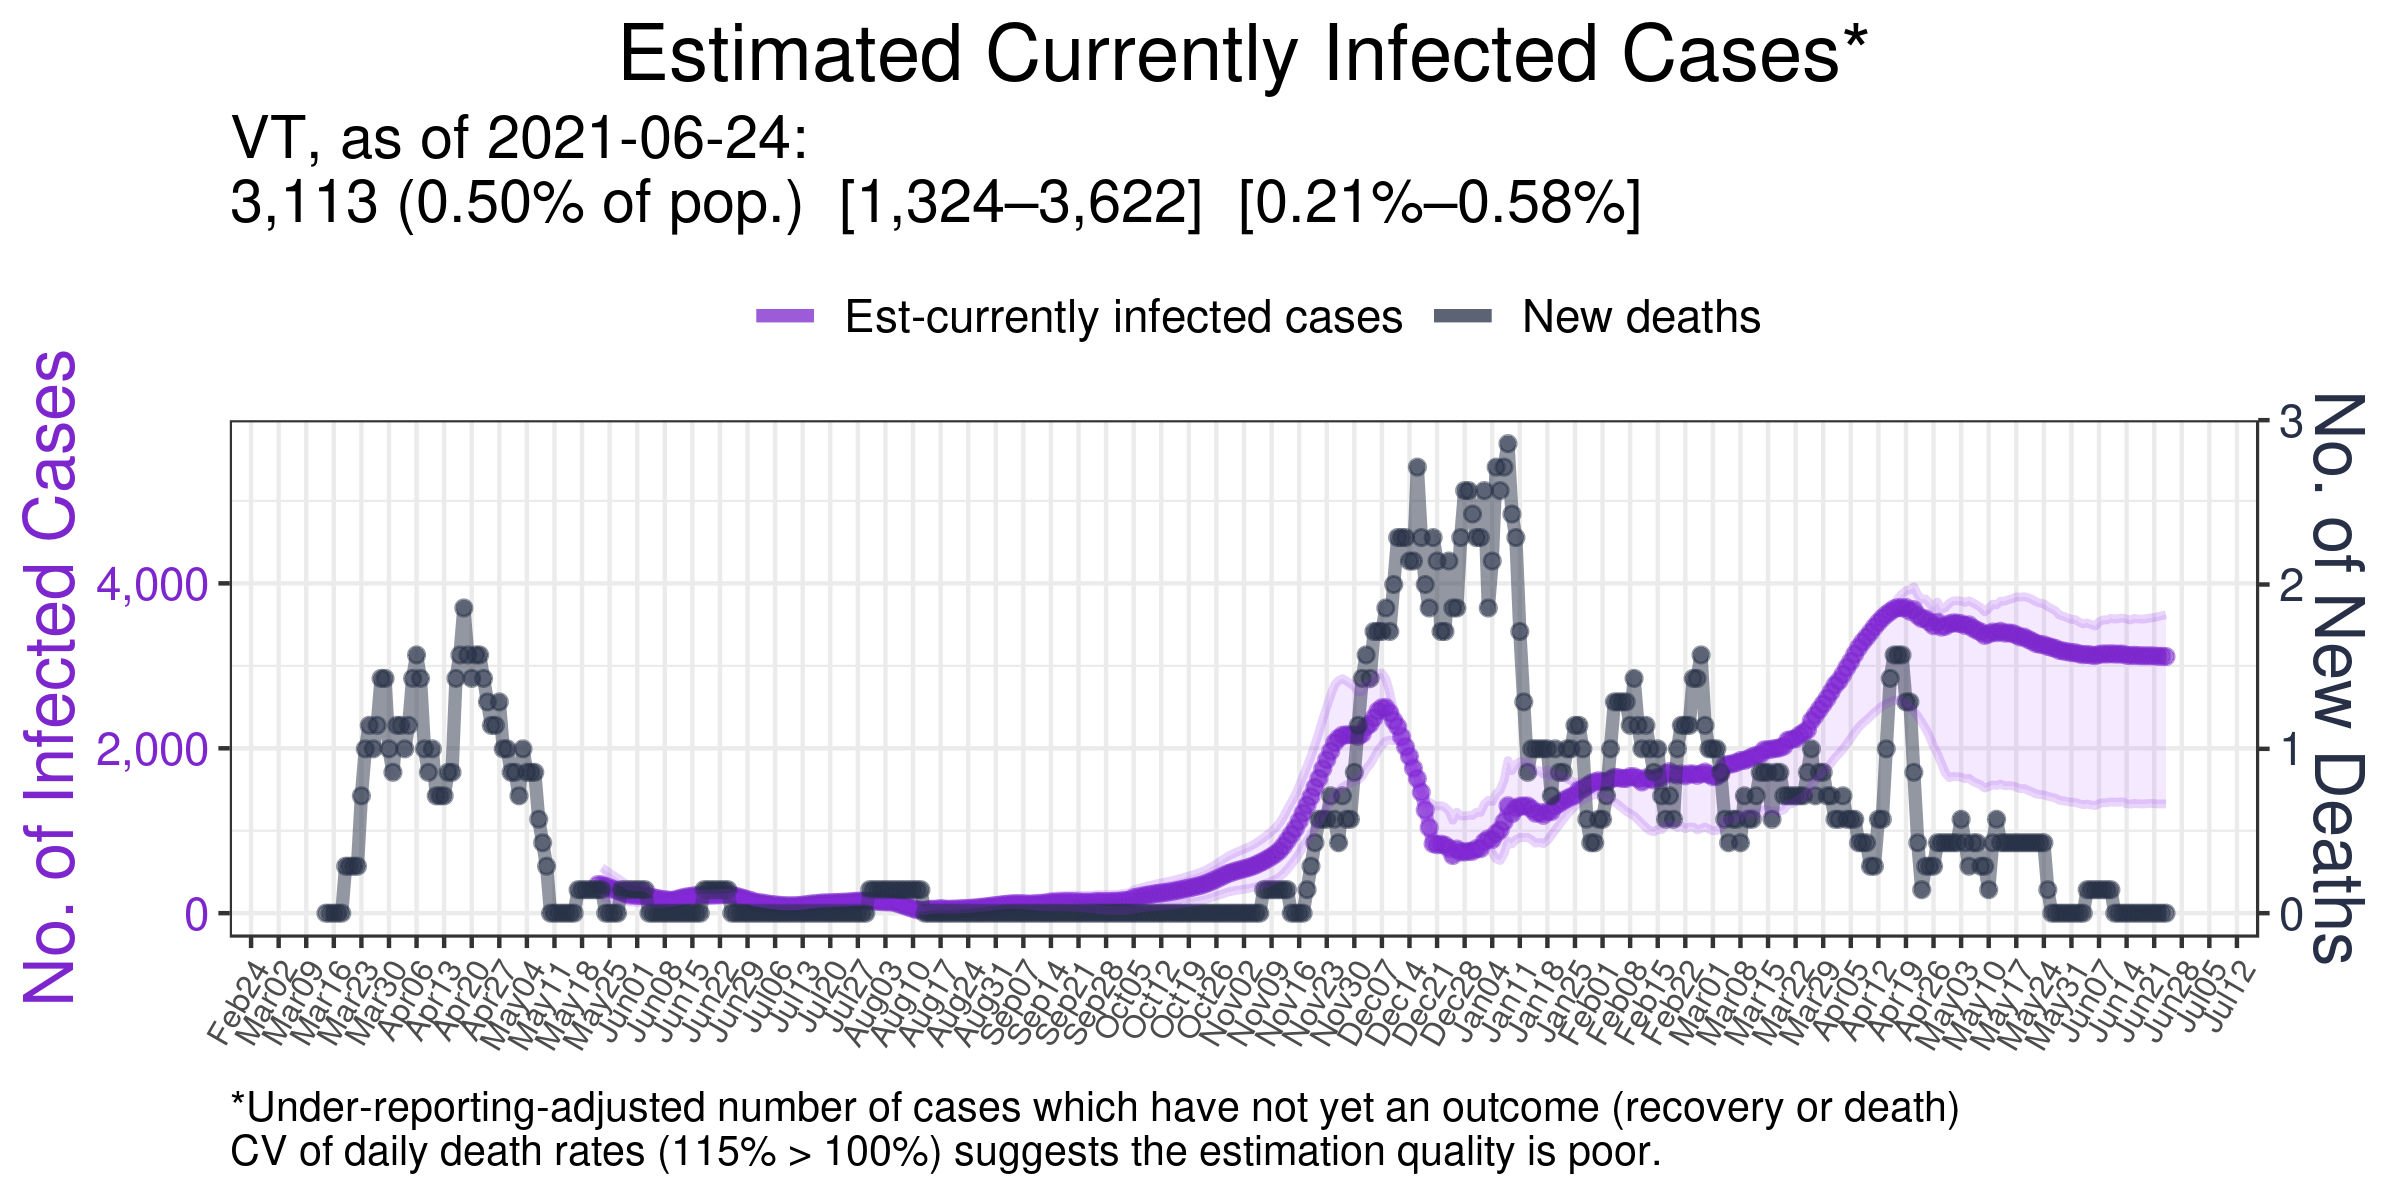 Estimated Currently Infected Cases*
VT, as of 2021-06-24:
3,113 (0.50% of pop.)  [1,324–3,622]  [0.21%–0.58%]
Est-currently infected cases
New deaths
No. of Infected Cases
4,000
2,000
0
3
2
1
0
No. of New Deaths
Feb24
Mar02
Mar09
Mar16
Mar23
Mar30
Apr06
Apr13
Apr20
Apr27
May04
May11
May18
May25
Jun01
Jun08
Jun15
Jun22
Jun29
Jul06
Jul13
Jul20
Jul27
Aug03
Aug10
Aug17
Aug24
Aug31
Sep07
Sep14
Sep21
Sep28
Oct05
Oct12
Oct19
Oct26
Nov02
Nov09
Nov16
Nov23
Nov30
Dec07
Dec14
Dec21
Dec28
Jan04
Jan11
Jan18
Jan25
Feb01
Feb08
Feb15
Feb22
Mar01
Mar08
Mar15
Mar22
Mar29
Apr05
Apr12
Apr19
Apr26
May03
May10
May17
May24
May31
Jun07
Jun14
Jun21
Jun28
Jul05
Jul12
*Under-reporting-adjusted number of cases which have not yet an outcome (recovery or death)
CV of daily death rates (115% > 100%) suggests the estimation quality is poor.